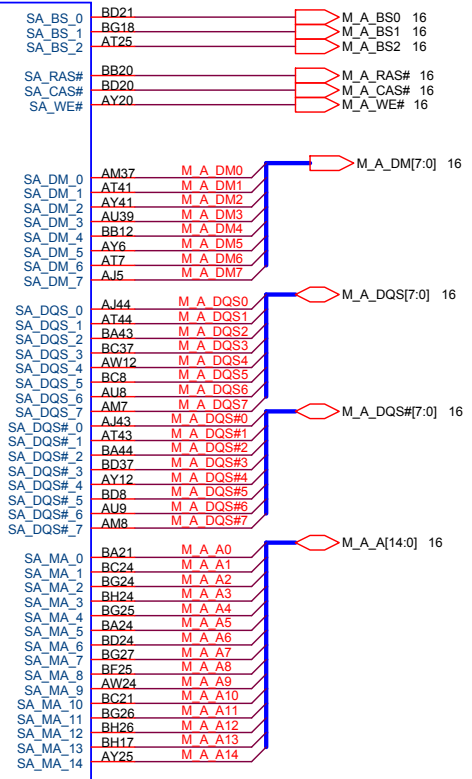 SA_BS_0 BD21 M_A_BS0 16
SA_BS_1 BG18 M_A_BS1 16
SA_BS_2 AT25 M_A_BS2 16
SA_RAS# BB20 M_A_RAS# 16
SA_CAS# BD20 M_A_CAS# 16
SA_WE# AY20 M_A_WE# 16
M_A_DM[7:0] 16
SA_DM_0 AM37 M_A_DM0
SA_DM_1 AT41 M_A_DM1
SA_DM_2 AY41 M_A_DM2
SA_DM_3 AU39 M_A_DM3
SA_DM_4 BB12 M_A_DM4
SA_DM_5 AY6 M_A_DM5
SA_DM_6 AT7 M_A_DM6
SA_DM_7 AJ5 M_A_DM7
M_A_DQS[7:0] 16
SA_DQS_0 AJ44 M_A_DQS0
SA_DQS_1 AT44 M_A_DQS1
SA_DQS_2 BA43 M_A_DQS2
SA_DQS_3 BC37 M_A_DQS3
SA_DQS_4 AW12 M_A_DQS4
SA_DQS_5 BC8 M_A_DQS5
SA_DQS_6 AU8 M_A_DQS6
SA_DQS_7 AM7 M_A_DQS7
M_A_DQS#[7:0] 16
SA_DQS#_0 AJ43 M_A_DQS#0
SA_DQS#_1 AT43 M_A_DQS#1
SA_DQS#_2 BA44 M_A_DQS#2
SA_DQS#_3 BD37 M_A_DQS#3
SA_DQS#_4 AY12 M_A_DQS#4
SA_DQS#_5 BD8 M_A_DQS#5
SA_DQS#_6 AU9 M_A_DQS#6
SA_DQS#_7 AM8 M_A_DQS#7
M_A_A[14:0] 16
SA_MA_0 BA21 M_A_A0
SA_MA_1 BC24 M_A_A1
SA_MA_2 BG24 M_A_A2
SA_MA_3 BH24 M_A_A3
SA_MA_4 BG25 M_A_A4
SA_MA_5 BA24 M_A_A5
SA_MA_6 BD24 M_A_A6
SA_MA_7 BG27 M_A_A7
SA_MA_8 BF25 M_A_A8
SA_MA_9 AW24 M_A_A9
SA_MA_10 BC21 M_A_A10
SA_MA_11 BG26 M_A_A11
SA_MA_12 BH26 M_A_A12
SA_MA_13 BH17 M_A_A13
SA_MA_14 AY25 M_A_A14